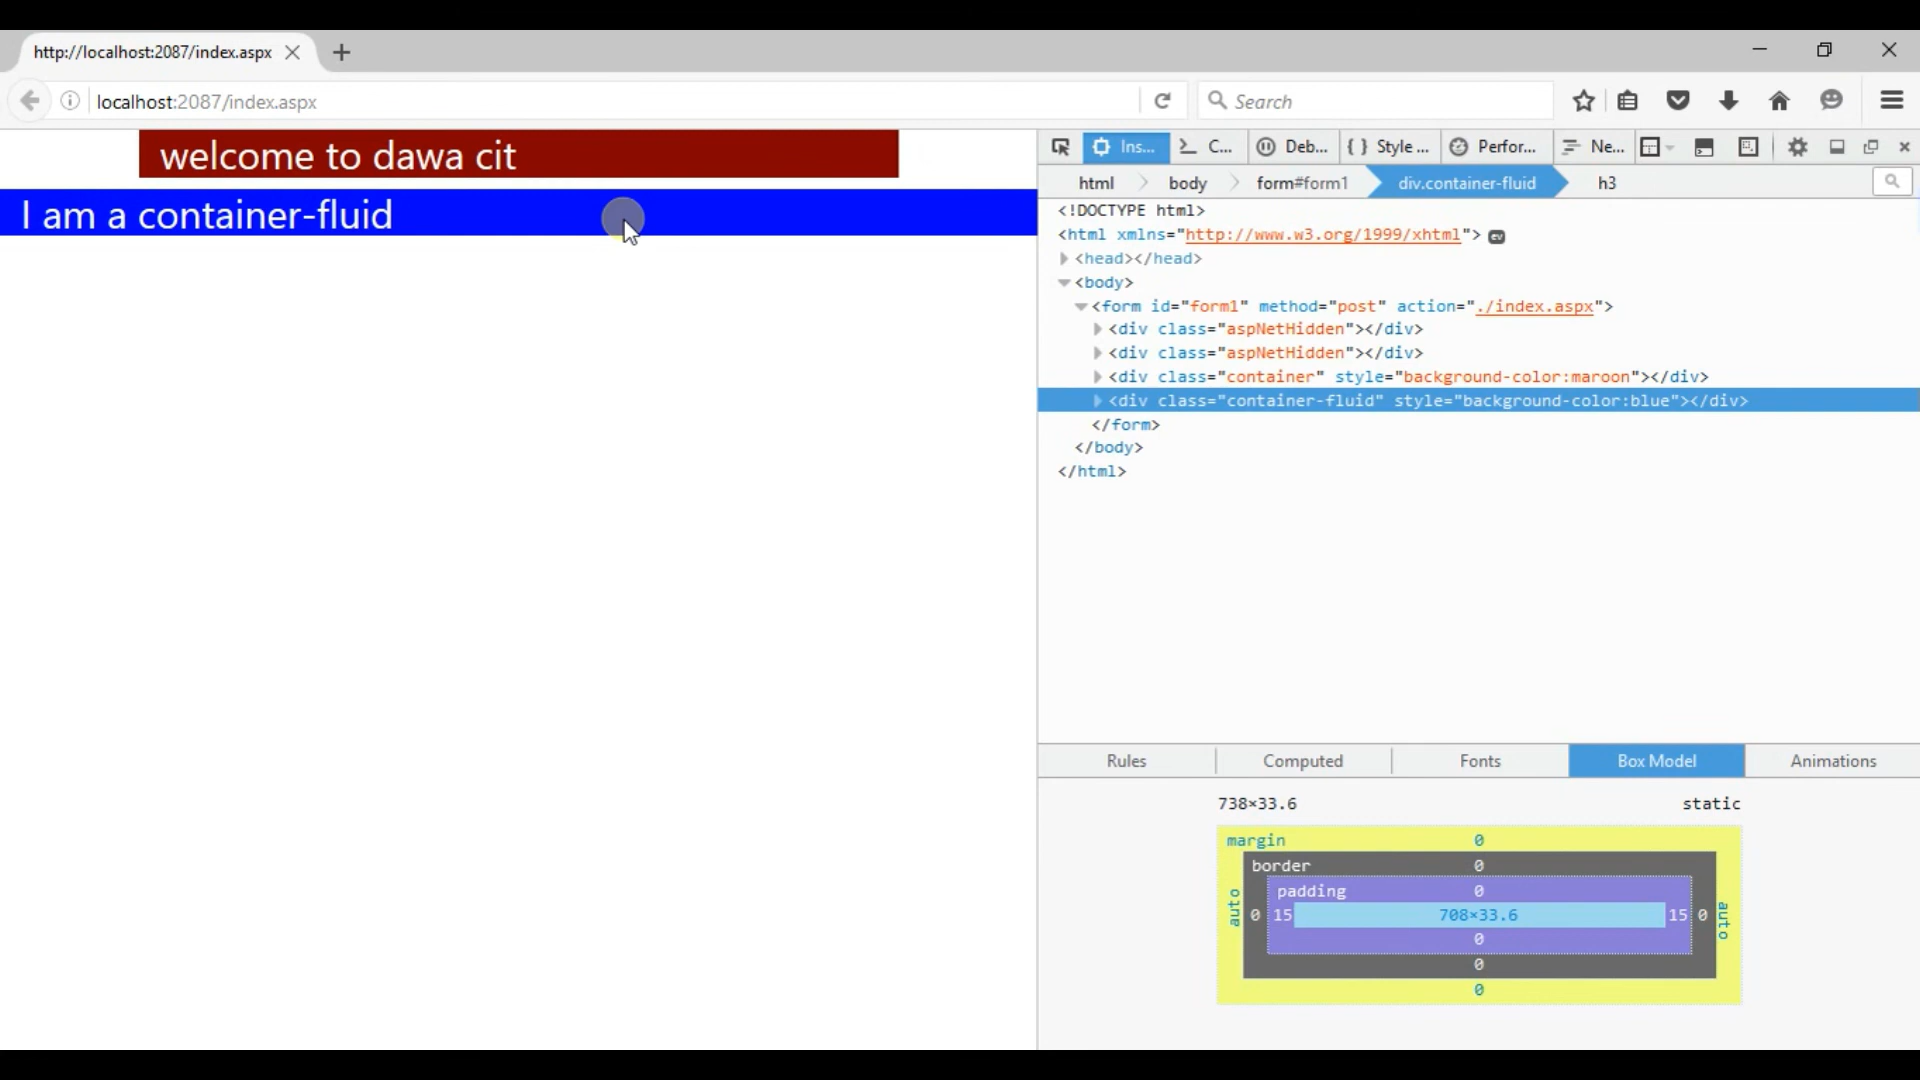 http://localhost:2087/index.aspx
localhost:2087/index.aspx
Search
welcome to dawa cit
I am a container-fluid
Ins... C... Deb... { } Style ... Perfor... Ne...
html body form#form1 div.container-fluid h3
<!DOCTYPE html>
<html xmlns="http://www.w3.org/1999/xhtml"> ev
<head></head>
<body>
<form id="form1" method="post" action="./index.aspx">
<div class="aspNetHidden"></div>
<div class="aspNetHidden"></div>
<div class="container" style="background-color:maroon"></div>
<div class="container-fluid" style="background-color:blue"></div>
</form>
</body>
</html>
Rules Computed Fonts Box Model Animations
738×33.6 static
margin 0
border 0
padding 0
auto 0 15 708×33.6 15 0 auto
0
0
0